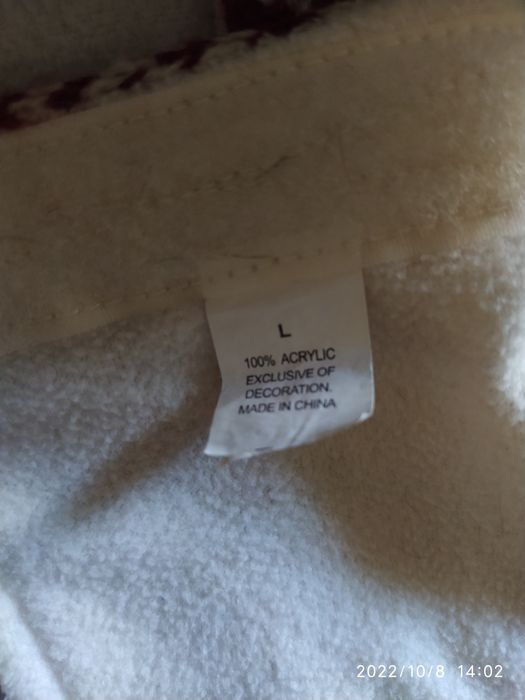 L
100% ACRYLIC
EXCLUSIVE OF
DECORATION.
MADE IN CHINA
2022/10/8 14:02